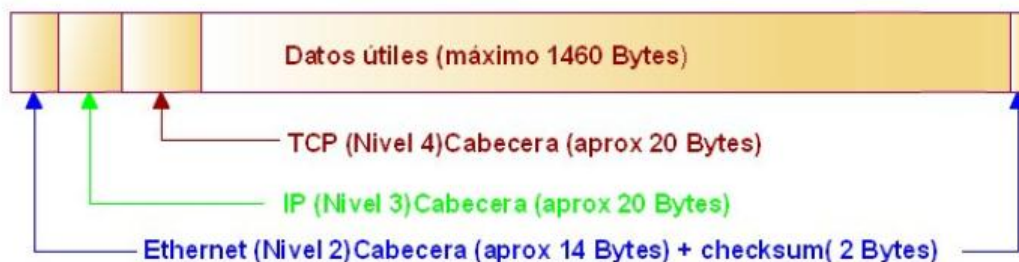 Datos útiles (máximo 1460 Bytes)
TCP (Nivel 4)Cabecera (aprox 20 Bytes)
IP (Nivel 3)Cabecera (aprox 20 Bytes)
Ethernet (Nivel 2)Cabecera (aprox 14 Bytes) + checksum( 2 Bytes)